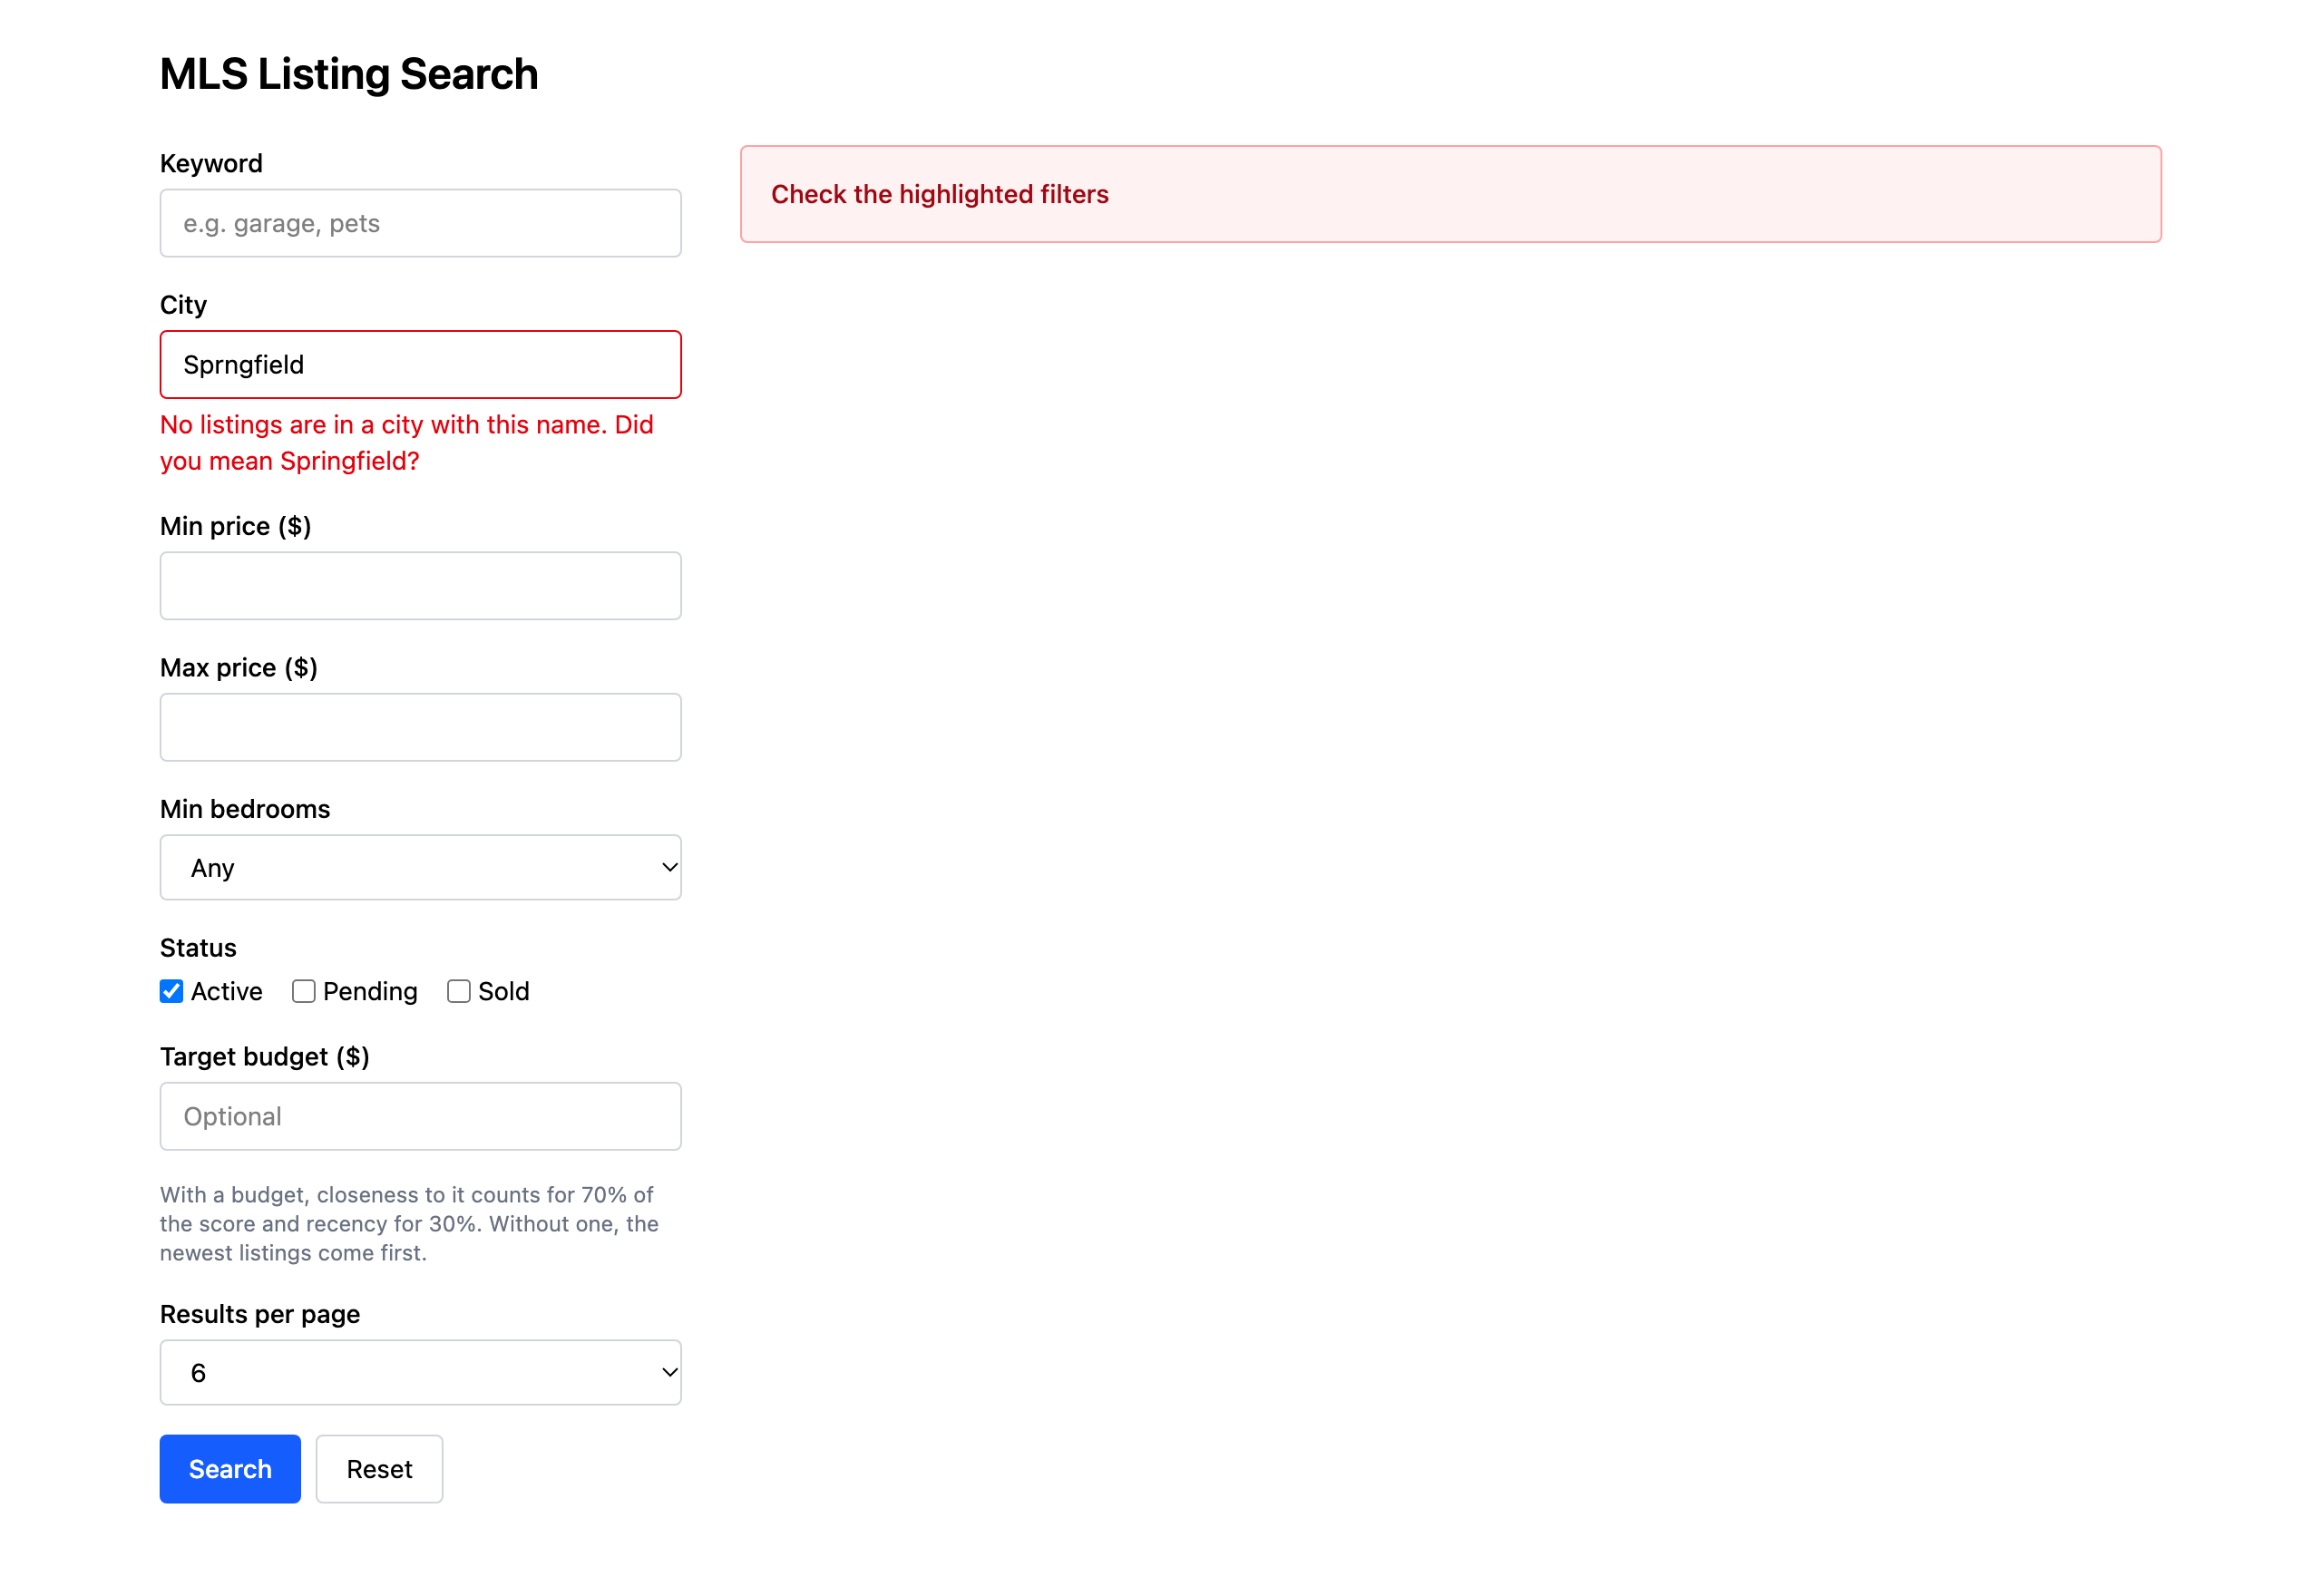 MLS Listing Search
Keyword
e.g. garage, pets
City
Sprngfield
No listings are in a city with this name. Did
you mean Springfield?
Min price ($)
Max price ($)
Min bedrooms
Any
Status
Active Pending Sold
Target budget ($)
Optional
With a budget, closeness to it counts for 70% of
the score and recency for 30%. Without one, the
newest listings come first.
Results per page
6
Search Reset
Check the highlighted filters